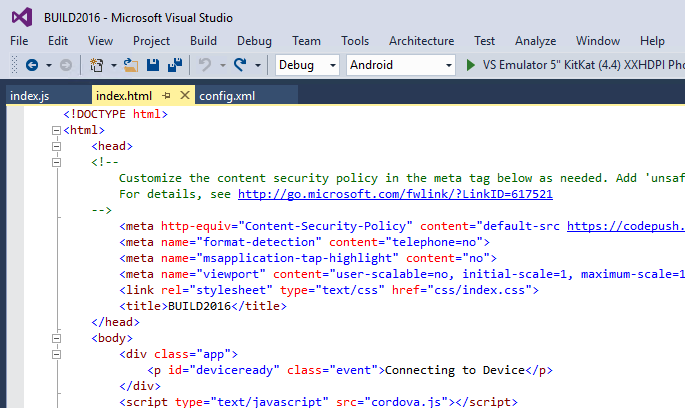 BUILD2016 - Microsoft Visual Studio
File Edit View Project Build Debug Team Tools Architecture Test Analyze Window Help
Debug Android VS Emulator 5" KitKat (4.4) XXHDPI Pho
index.js index.html config.xml
<!DOCTYPE html>
<html>
<head>
<!--
Customize the content security policy in the meta tag below as needed. Add 'unsaf
For details, see http://go.microsoft.com/fwlink/?LinkID=617521
-->
<meta http-equiv="Content-Security-Policy" content="default-src https://codepush.
<meta name="format-detection" content="telephone=no">
<meta name="msapplication-tap-highlight" content="no">
<meta name="viewport" content="user-scalable=no, initial-scale=1, maximum-scale=1
<link rel="stylesheet" type="text/css" href="css/index.css">
<title>BUILD2016</title>
</head>
<body>
<div class="app">
<p id="deviceready" class="event">Connecting to Device</p>
</div>
<script type="text/javascript" src="cordova.js"></script>